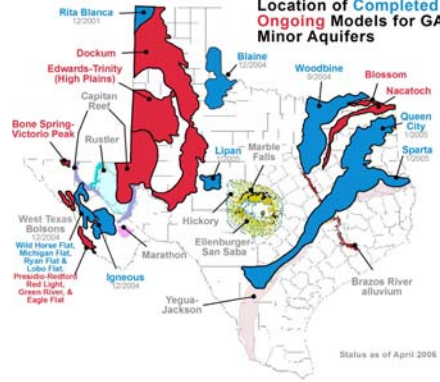 Location of Completed
Ongoing Models for GA
Minor Aquifers
Rita Blanca
12/2001
Dockum
Edwards-Trinity
(High Plains)
Capitan
Reef
Bone Spring-
Victorio Peak
Rustler
Blaine
12/2004
Woodbine
9/2004
Blossom
Nacatoch
Queen
City
1/2005
Sparta
1/2005
Lipan
1/2005
Marble
Falls
Hickory
Ellenburger-
San Saba
West Texas
Bolsons
12/2004
Wild Horse Flat,
Michigan Flat,
Ryan Flat &
Lobo Flat.
Presidio-Redford
Red Light,
Green River, &
Eagle Flat
Marathon
Igneous
12/2004
Yegua-
Jackson
Brazos River
alluvium
Status as of April 2006